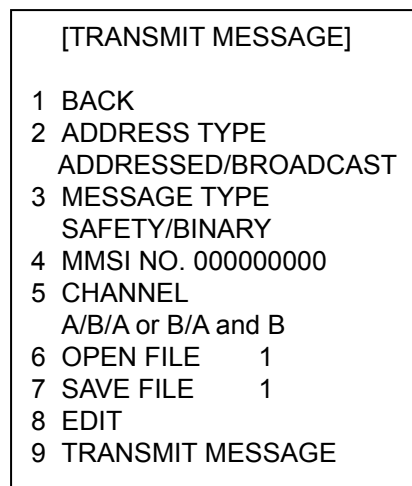 [TRANSMIT MESSAGE]
1 BACK
2 ADDRESS TYPE
ADDRESSED/BROADCAST
3 MESSAGE TYPE
SAFETY/BINARY
4 MMSI NO. 000000000
5 CHANNEL
A/B/A or B/A and B
6 OPEN FILE 1
7 SAVE FILE 1
8 EDIT
9 TRANSMIT MESSAGE